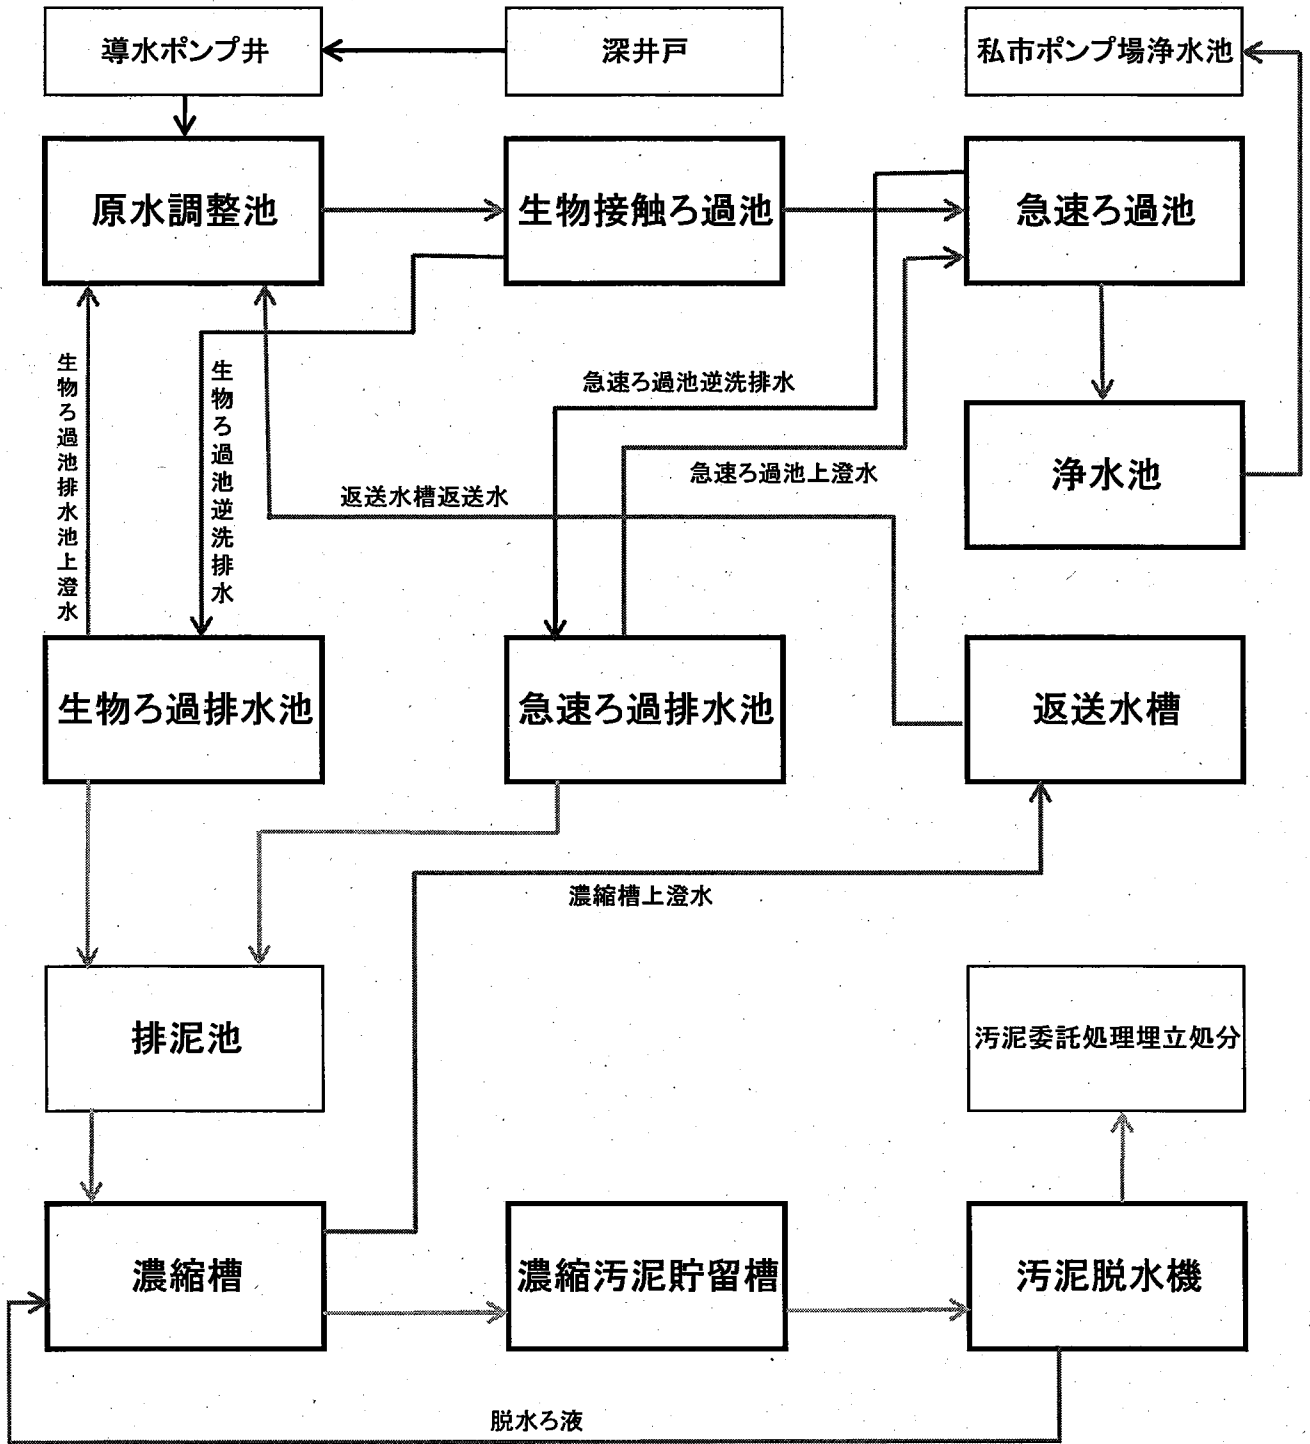 導水ポンプ井
深井戸
私市ポンプ場浄水池
原水調整池
生物接触ろ過池
急速ろ過池
生物ろ過池排水池上澄水
生物ろ過池逆洗排水
急速ろ過池逆洗排水
急速ろ過池上澄水
返送水槽返送水
浄水池
生物ろ過排水池
急速ろ過排水池
返送水槽
濃縮槽上澄水
排泥池
汚泥委託処理埋立処分
濃縮槽
濃縮汚泥貯留槽
汚泥脱水機
脱水ろ液